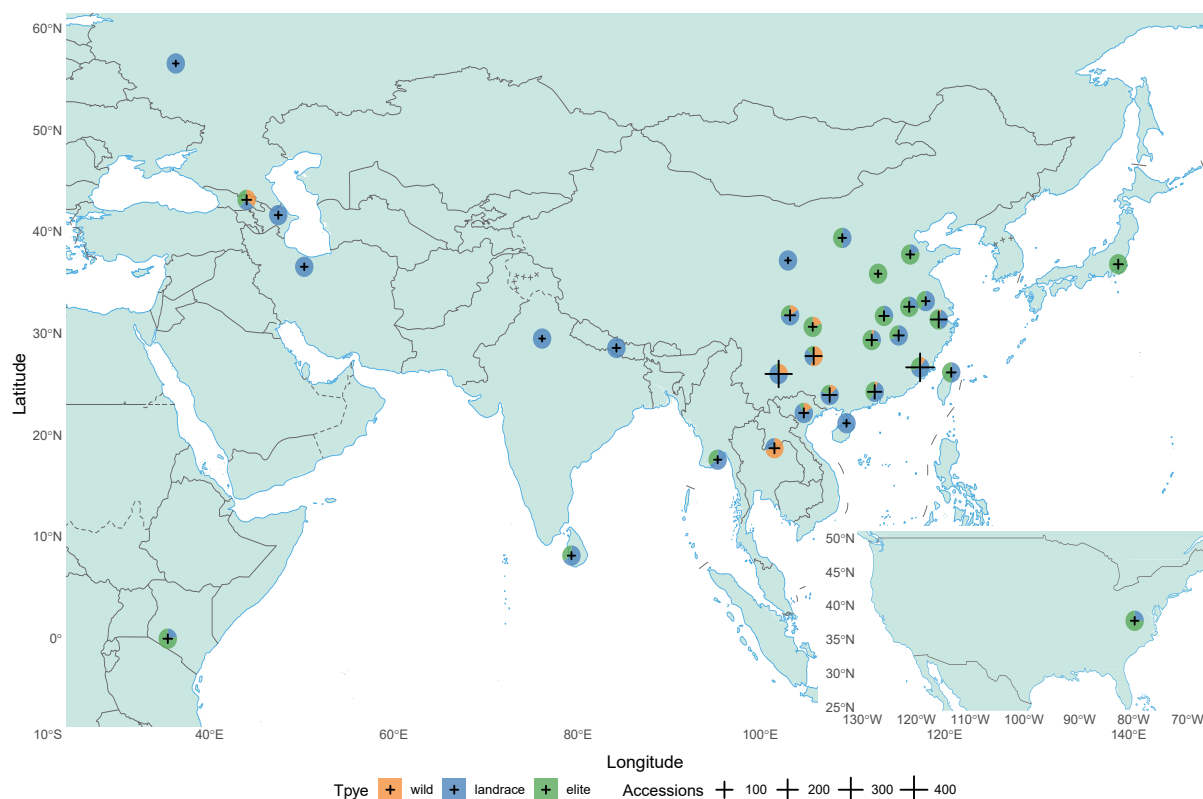 60°N
50°N
40°N
30°N
20°N
10°N
0°
10°S
Latitude
50°N
45°N
40°N
35°N
30°N
25°N
130°W 120°W 110°W 100°W 90°W 80°W 70°W
40°E 60°E 80°E 100°E 120°E 140°E
Longitude
Tpye wild landrace elite Accessions 100 200 300 400